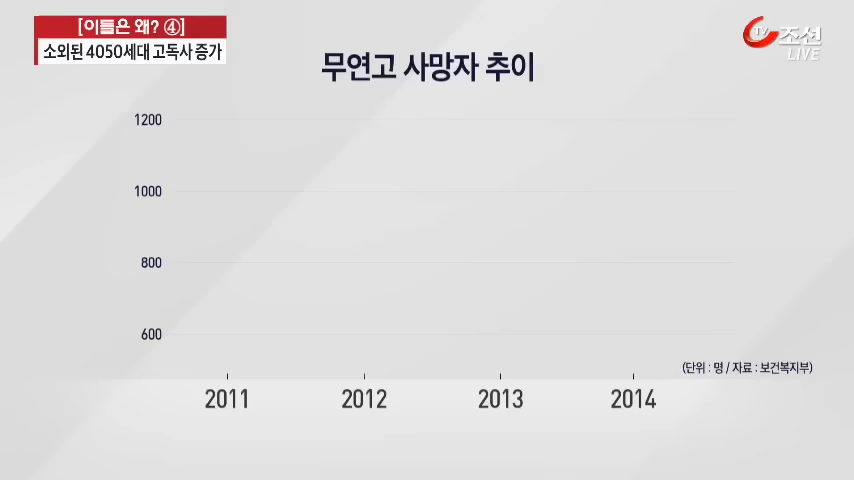 [이들은 왜? ④]
소외된 4050세대 고독사 증가
TV조선
LIVE
무연고 사망자 추이
1200
1000
800
600
(단위 : 명 / 자료 : 보건복지부)
2011 2012 2013 2014